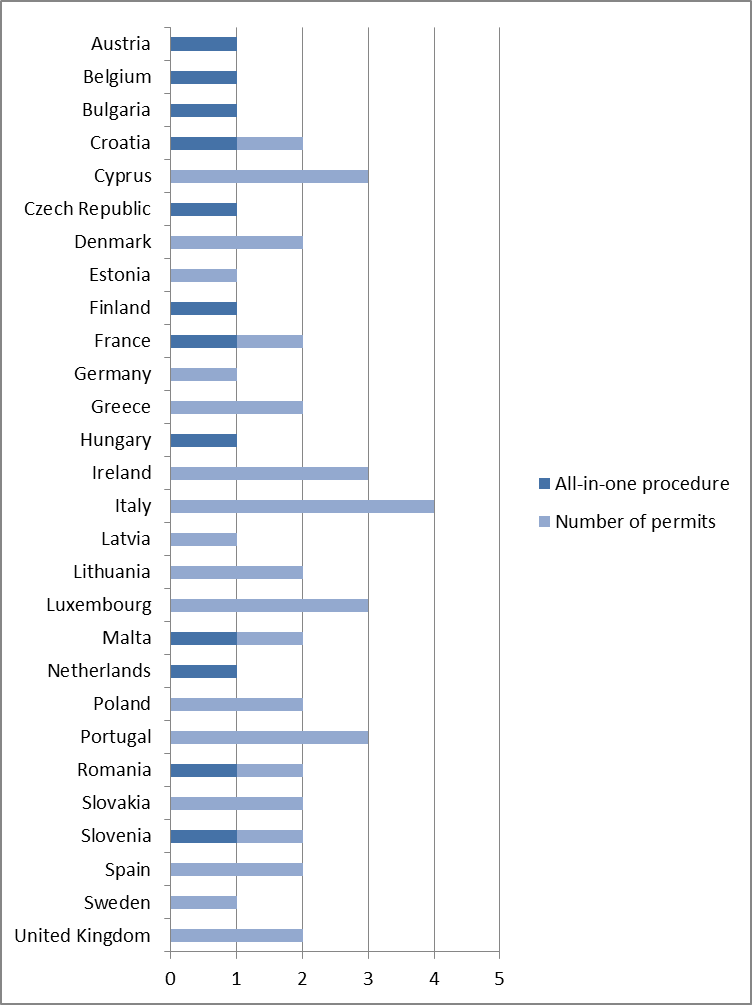 Austria
Belgium
Bulgaria
Croatia
Cyprus
Czech Republic
Denmark
Estonia
Finland
France
Germany
Greece
Hungary
Ireland
Italy
Latvia
Lithuania
Luxembourg
Malta
Netherlands
Poland
Portugal
Romania
Slovakia
Slovenia
Spain
Sweden
United Kingdom
0 1 2 3 4 5
All-in-one procedure
Number of permits